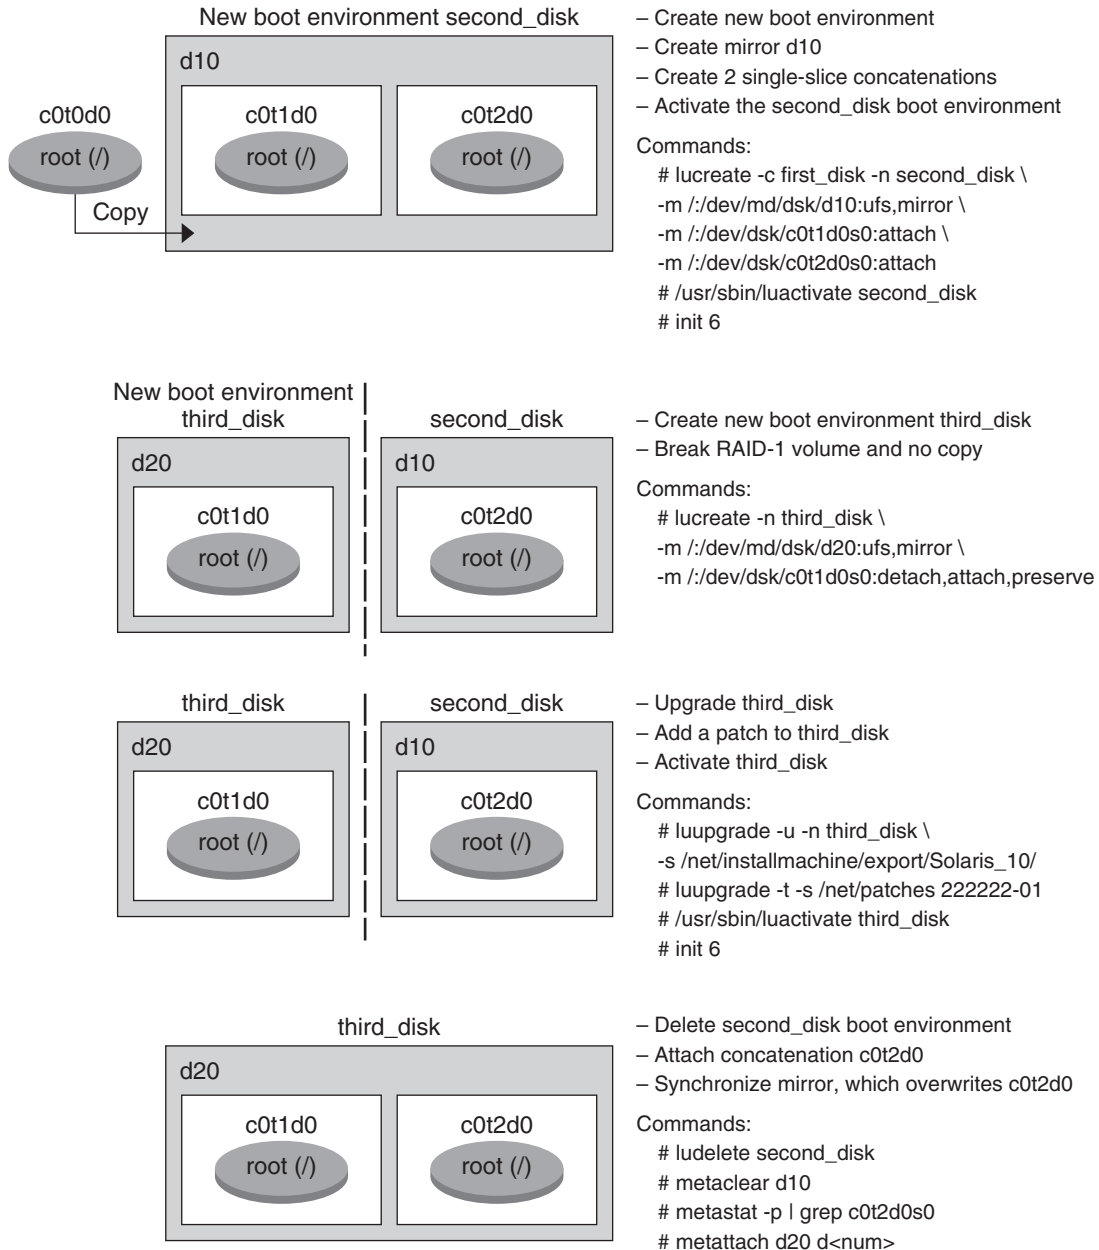 New boot environment second_disk
d10
c0t0d0
root (/)
Copy
c0t1d0
root (/)
c0t2d0
root (/)
– Create new boot environment
– Create mirror d10
– Create 2 single-slice concatenations
– Activate the second_disk boot environment
Commands:
# lucreate -c first_disk -n second_disk \
-m /:/dev/md/dsk/d10:ufs,mirror \
-m /:/dev/dsk/c0t1d0s0:attach \
-m /:/dev/dsk/c0t2d0s0:attach
# /usr/sbin/luactivate second_disk
# init 6
New boot environment
third_disk
d20
c0t1d0
root (/)
second_disk
d10
c0t2d0
root (/)
– Create new boot environment third_disk
– Break RAID-1 volume and no copy
Commands:
# lucreate -n third_disk \
-m /:/dev/md/dsk/d20:ufs,mirror \
-m /:/dev/dsk/c0t1d0s0:detach,attach,preserve
third_disk
d20
c0t1d0
root (/)
second_disk
d10
c0t2d0
root (/)
– Upgrade third_disk
– Add a patch to third_disk
– Activate third_disk
Commands:
# luupgrade -u -n third_disk \
-s /net/installmachine/export/Solaris_10/
# luupgrade -t -s /net/patches 222222-01
# /usr/sbin/luactivate third_disk
# init 6
third_disk
d20
c0t1d0
root (/)
c0t2d0
root (/)
– Delete second_disk boot environment
– Attach concatenation c0t2d0
– Synchronize mirror, which overwrites c0t2d0
Commands:
# ludelete second_disk
# metaclear d10
# metastat -p | grep c0t2d0s0
# metattach d20 d<num>